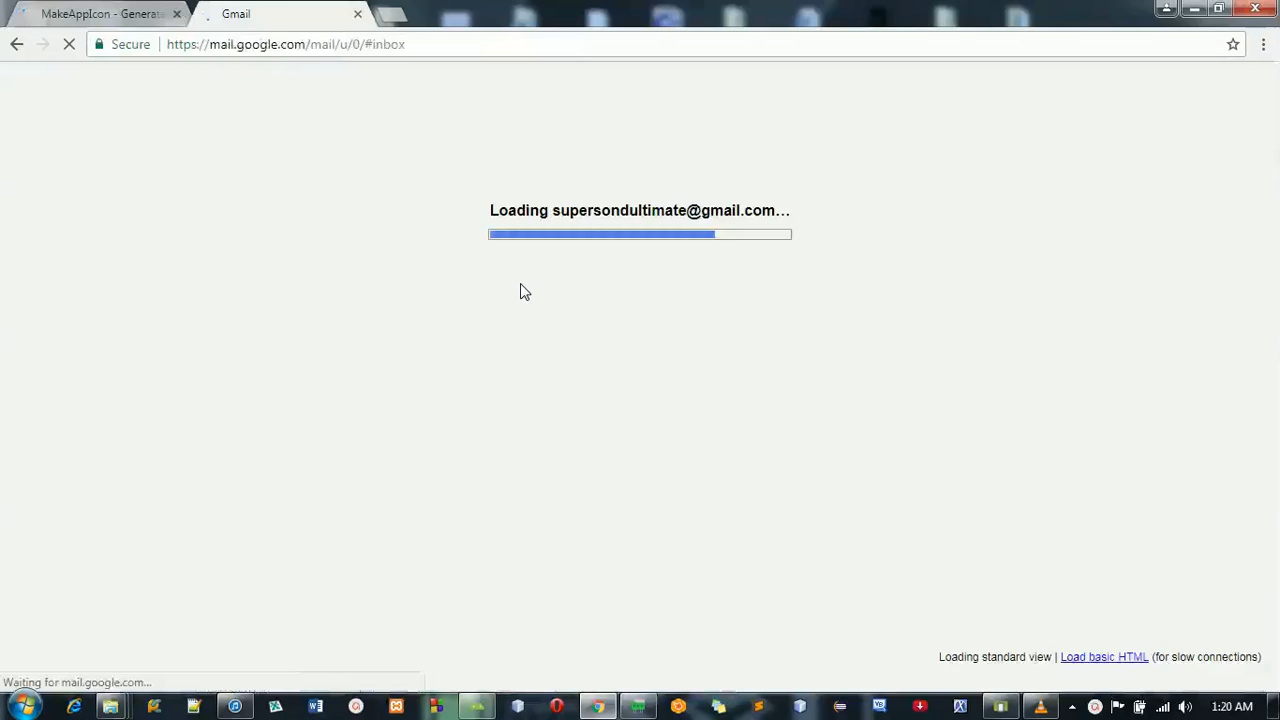 MakeAppIcon - Generate
Gmail
Secure
https://mail.google.com/mail/u/0/#inbox
Loading supersondultimate@gmail.com...
Loading standard view | Load basic HTML (for slow connections)
Waiting for mail.google.com...
1:20 AM